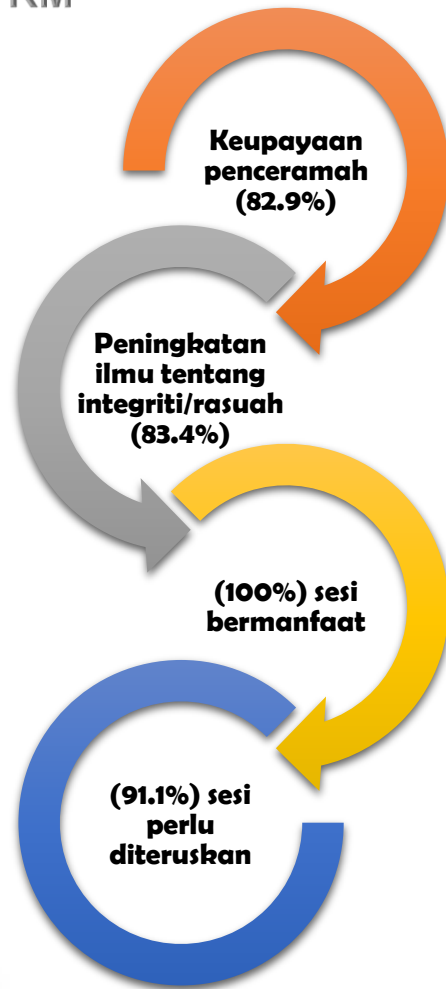 Keupayaan
penceramah
(82.9%)
Peningkatan
ilmu tentang
integriti/rasuah
(83.4%)
(100%) sesi
bermanfaat
(91.1%) sesi
perlu
diteruskan